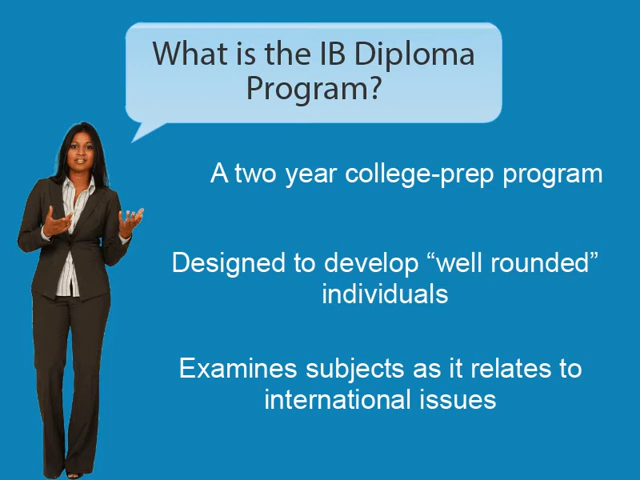 What is the IB Diploma
Program?
A two year college-prep program
Designed to develop “well rounded”
individuals
Examines subjects as it relates to
international issues